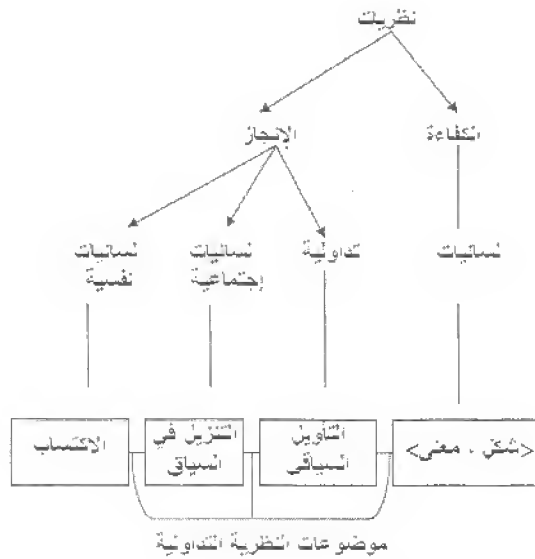 نظريات
الكفاءة
الإنجاز
لسانيات
تداولية
لسانيات
إجتماعية
لسانيات
نفسية
<شكل ، معنى>
التأويل
السياقي
التنزيل في
السياق
الاكتساب
موضوعات النظرية التداولية